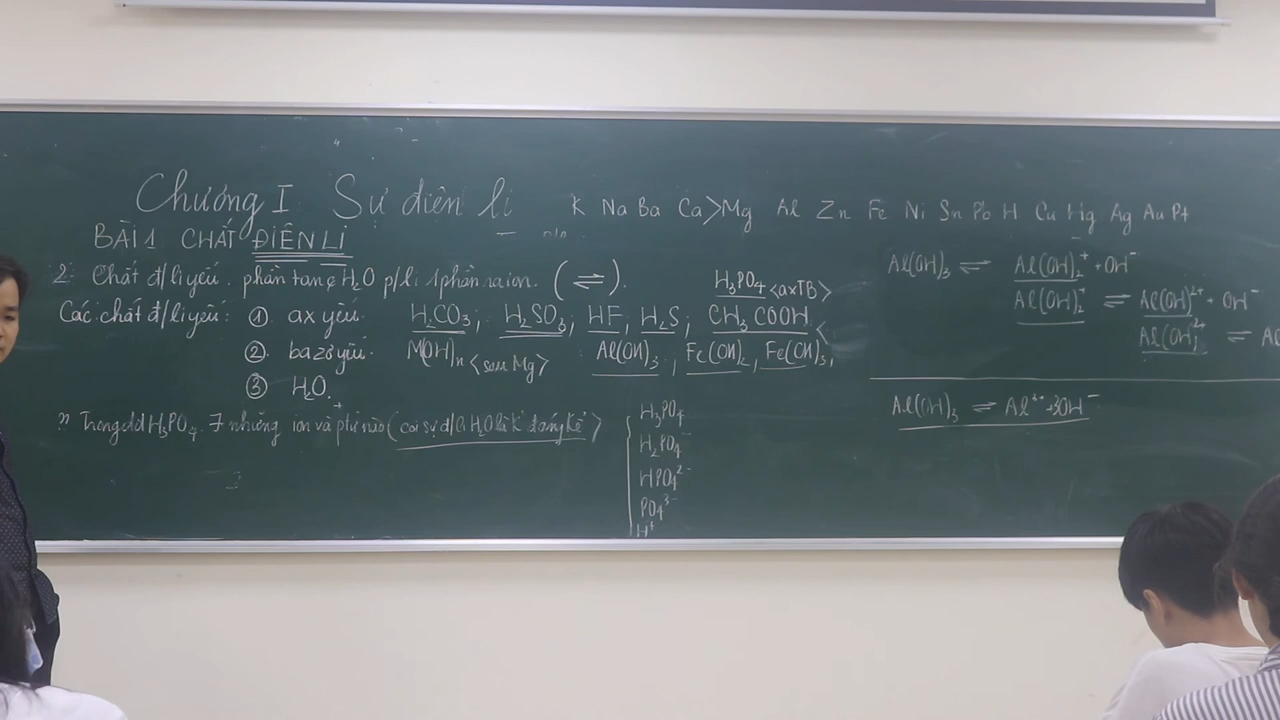 Chương I Sự điện li
BÀI 1 CHẤT ĐIỆN LI
K Na Ba Ca > Mg Al Zn Fe Ni Sn Pb H Cu Hg Ag Au Pt
2. Chất đ/li yếu. phần tan H₂O p/li 1 phần ra ion. (⇌).
H₃PO₄ <axTB>
Các chất đ/li yếu: ① ax yếu. H₂CO₃; H₂SO₃; HF, H₂S; CH₃COOH
② bazơ yếu. M(OH)ₙ <sau Mg> Al(OH)₃; Fe(OH)₂, Fe(OH)₃,
③ H₂O.
Trong dd H₃PO₄. những ion và ptử nào (coi sự đ/li H₂O là k° đáng kể)
H₃PO₄
H₂PO₄⁻
HPO₄²⁻
PO₄³⁻
H⁺
Al(OH)₃ ⇌ Al(OH)₂⁺ + OH⁻
Al(OH)₂⁺ ⇌ Al(OH)²⁺ + OH⁻
Al(OH)²⁺ ⇌ Al
Al(OH)₃ ⇌ Al³⁺ + 3OH⁻